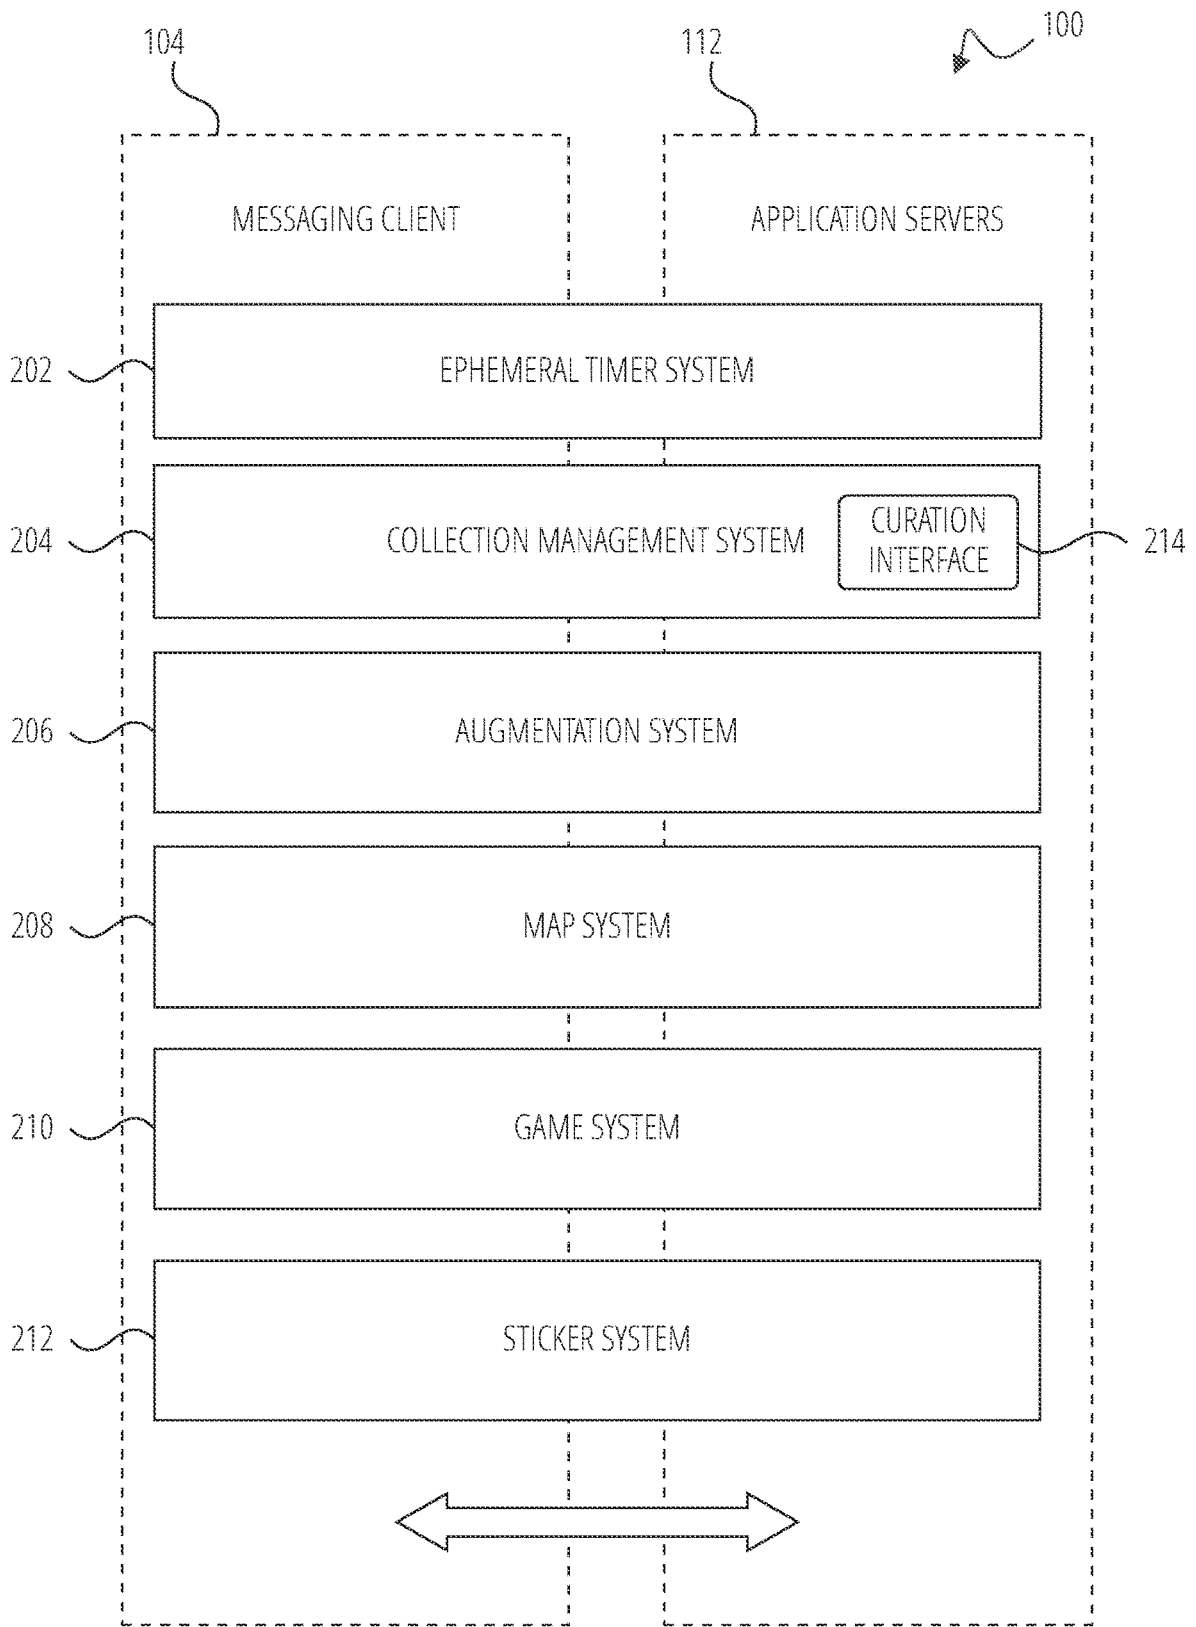 100
104
112
MESSAGING CLIENT
APPLICATION SERVERS
202
EPHEMERAL TIMER SYSTEM
204
COLLECTION MANAGEMENT SYSTEM
CURATION
INTERFACE
214
206
AUGMENTATION SYSTEM
208
MAP SYSTEM
210
GAME SYSTEM
212
STICKER SYSTEM